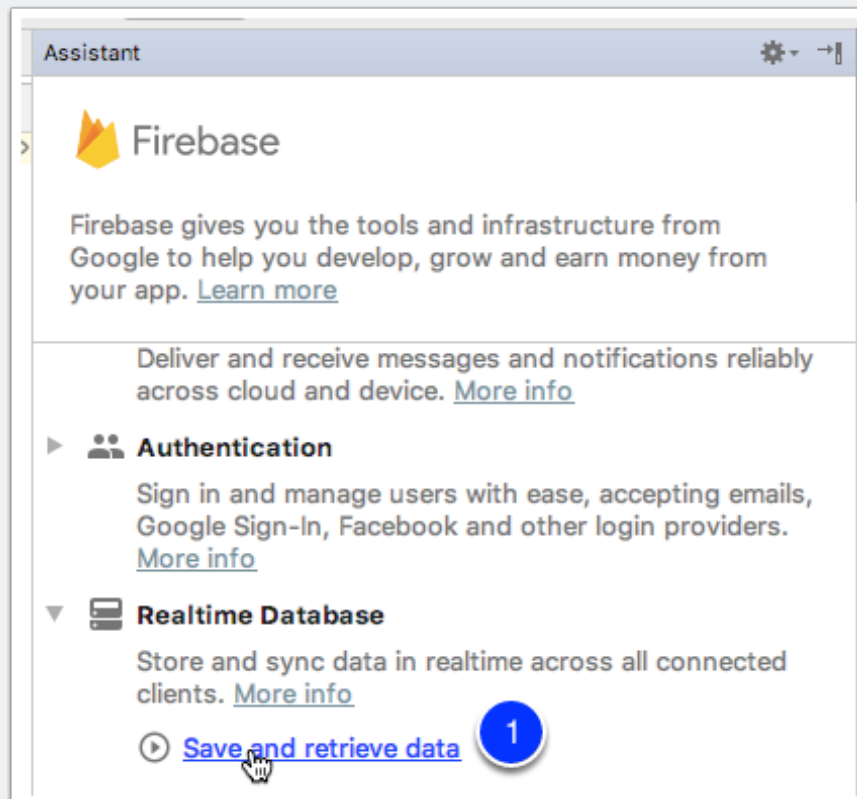 Assistant
Firebase
Firebase gives you the tools and infrastructure from
Google to help you develop, grow and earn money from
your app. Learn more
Deliver and receive messages and notifications reliably
across cloud and device. More info
Authentication
Sign in and manage users with ease, accepting emails,
Google Sign-In, Facebook and other login providers.
More info
Realtime Database
Store and sync data in realtime across all connected
clients. More info
Save and retrieve data 1